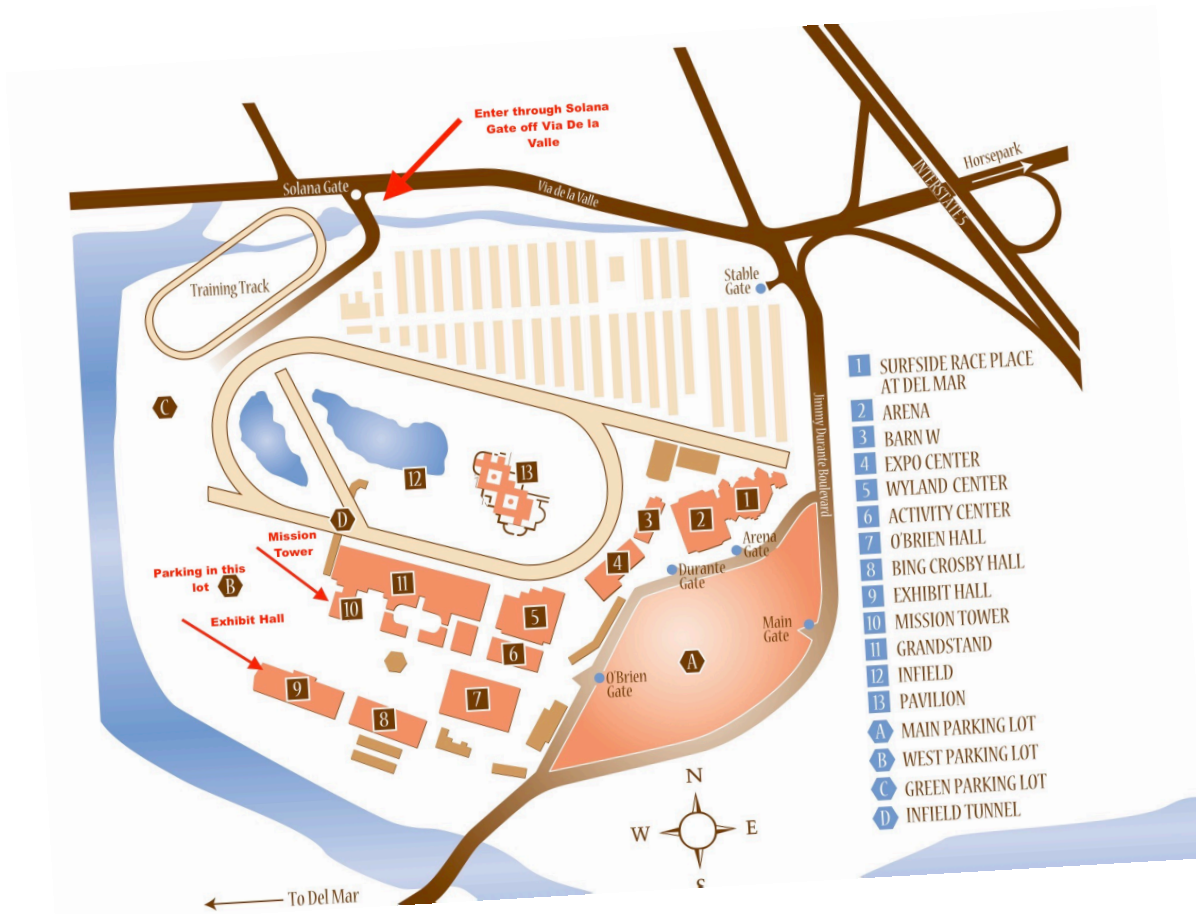 Enter through Solana
Gate off Via De la
Valle
Horsepark
INTERSTATE 5
Solana Gate
Via de la Valle
Training Track
Stable
Gate
Jimmy Durante Boulevard
C
12
13
D
1
2
3
4
Arena
Gate
Durante
Gate
Mission
Tower
Parking in this
lot
B
11
10
5
Exhibit Hall
6
Main
Gate
A
O'Brien
Gate
9
7
8
N
W
E
S
To Del Mar
1 SURFSIDE RACE PLACE
AT DEL MAR
2 ARENA
3 BARN W
4 EXPO CENTER
5 WYLAND CENTER
6 ACTIVITY CENTER
7 O'BRIEN HALL
8 BING CROSBY HALL
9 EXHIBIT HALL
10 MISSION TOWER
11 GRANDSTAND
12 INFIELD
13 PAVILION
A MAIN PARKING LOT
B WEST PARKING LOT
C GREEN PARKING LOT
D INFIELD TUNNEL